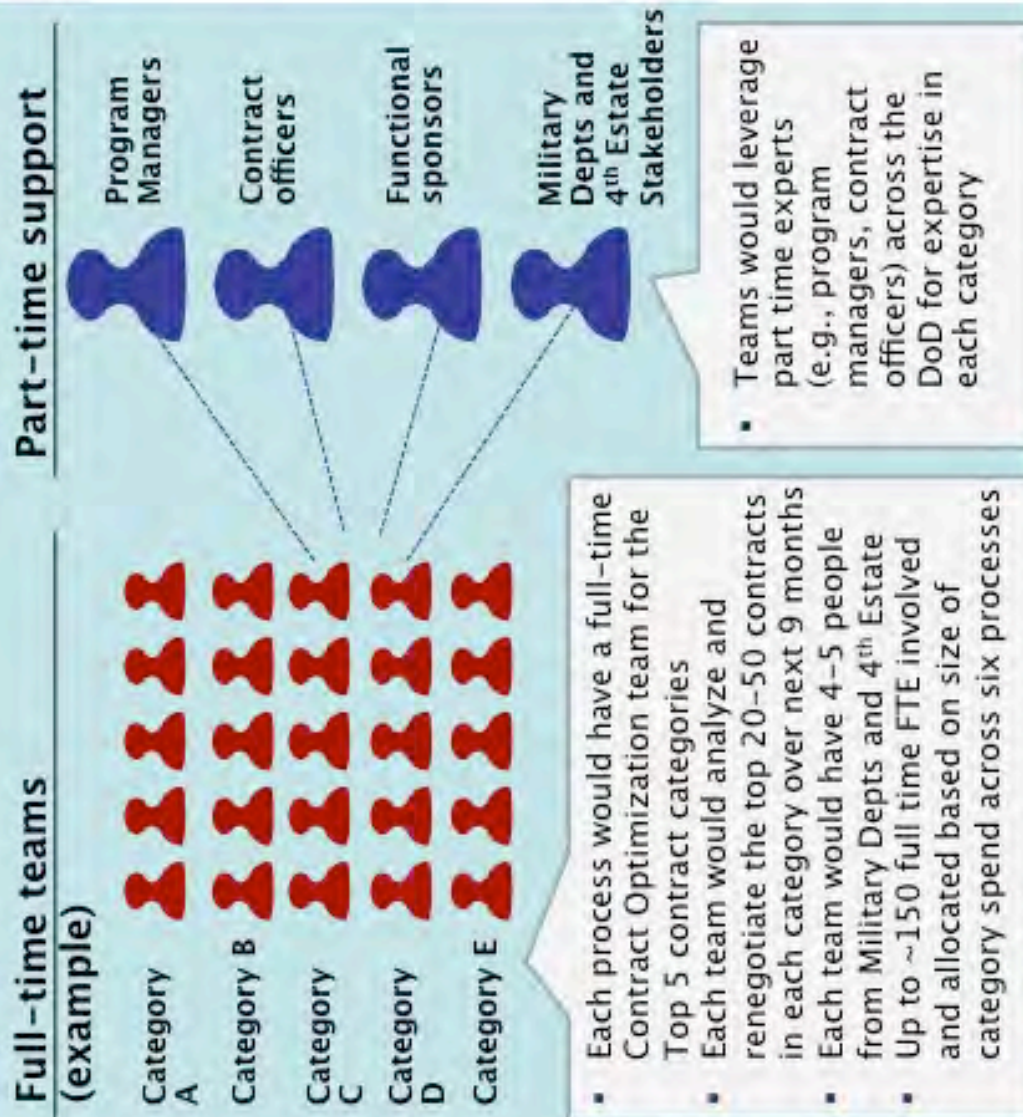 Full-time teams
(example)
Category
A
Category B
Category
C
Category
D
Category E
▪ Each process would have a full-time
Contract Optimization team for the
Top 5 contract categories
▪ Each team would analyze and
renegotiate the top 20-50 contracts
in each category over next 9 months
▪ Each team would have 4-5 people
from Military Depts and 4th Estate
▪ Up to ~150 full time FTE involved
and allocated based on size of
category spend across six processes
Part-time support
Program
Managers
Contract
officers
Functional
sponsors
Military
Depts and
4th Estate
Stakeholders
▪ Teams would leverage
part time experts
(e.g., program
managers, contract
officers) across the
DoD for expertise in
each category